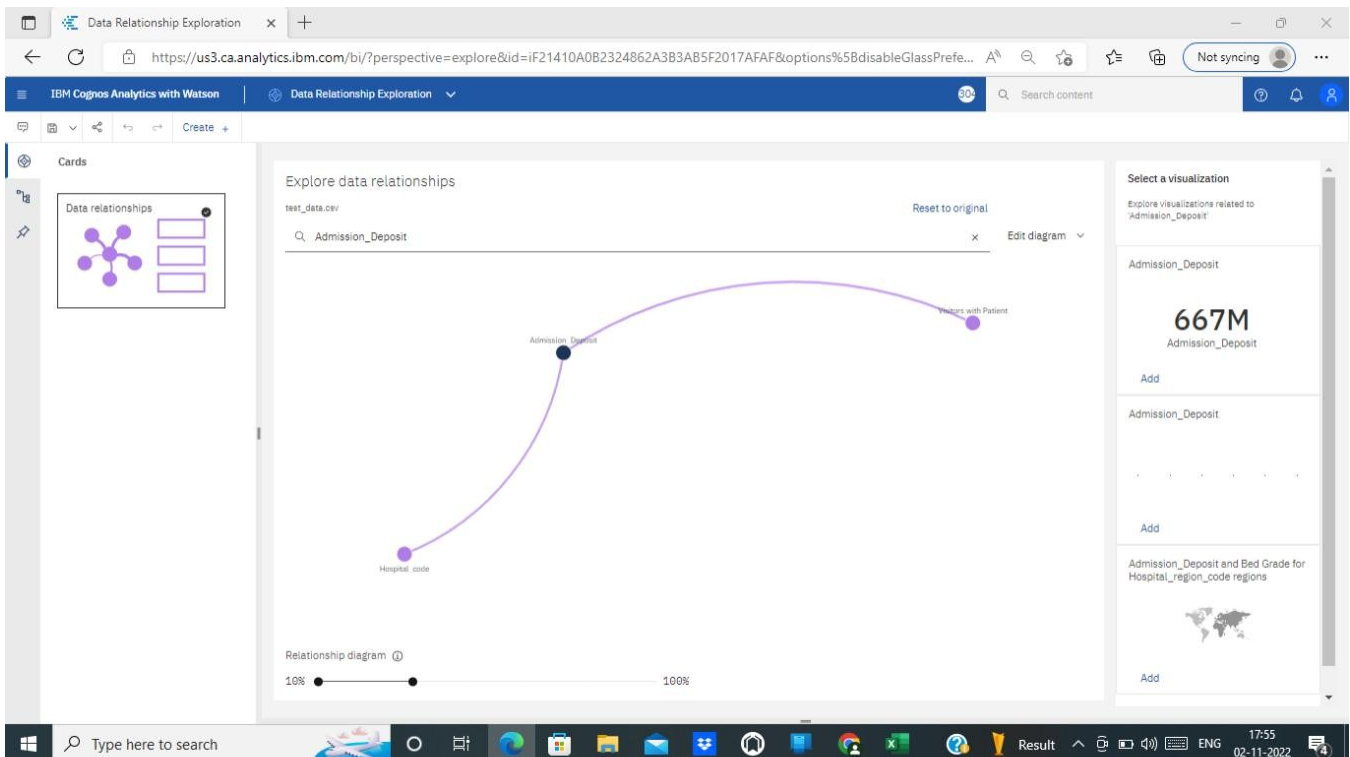 Data Relationship Exploration
https://us3.ca.analytics.ibm.com/bi/?perspective=explore&id=iF21410A0B2324862A3B3AB5F2017AFAF&options%5BdisableGlassPrefe...
Not syncing
IBM Cognos Analytics with Watson
Data Relationship Exploration
304
Search content
Create +
Cards
Data relationships
Explore data relationships
test_data.csv
Reset to original
Admission_Deposit
Edit diagram
Visitors with Patient
Admission_Deposit
Hospital_code
Relationship diagram
10%
100%
Select a visualization
Explore visualizations related to
'Admission_Deposit'
Admission_Deposit
667M
Admission_Deposit
Add
Admission_Deposit
Add
Admission_Deposit and Bed Grade for
Hospital_region_code regions
Add
Type here to search
Result
ENG
17:55
02-11-2022
4